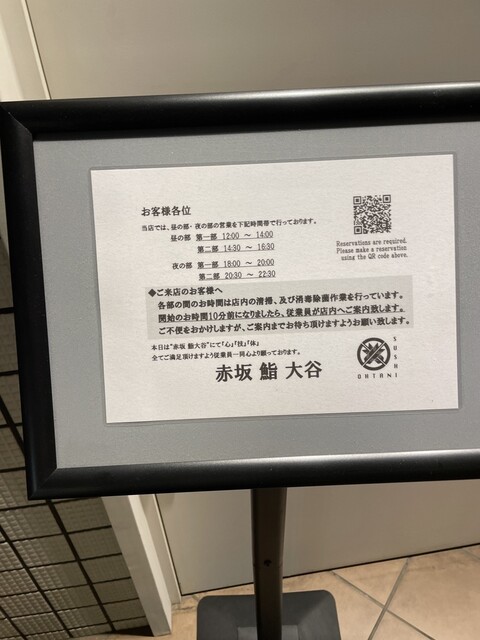 お客様各位
当店では、昼の部・夜の部の営業を下記時間帯で行っております。
昼の部 第一部 12:00 ～ 14:00
第二部 14:30 ～ 16:30
夜の部 第一部 18:00 ～ 20:00
第二部 20:30 ～ 22:30
Reservations are required.
Please make a reservation
using the QR code above.
◆ご来店のお客様へ
各部の間のお時間は店内の清掃、及び消毒除菌作業を行っています。
開始のお時間10分前になりましたら、従業員が店内へご案内致します。
ご不便をおかけしますが、ご案内までお待ち頂けますようお願い致します。
本日は"赤坂 鮨大谷"にて「心」「技」「体」
全てご満足頂けますよう従業員一同心より願っております。
赤坂 鮨 大谷
SUSHI
OHTANI